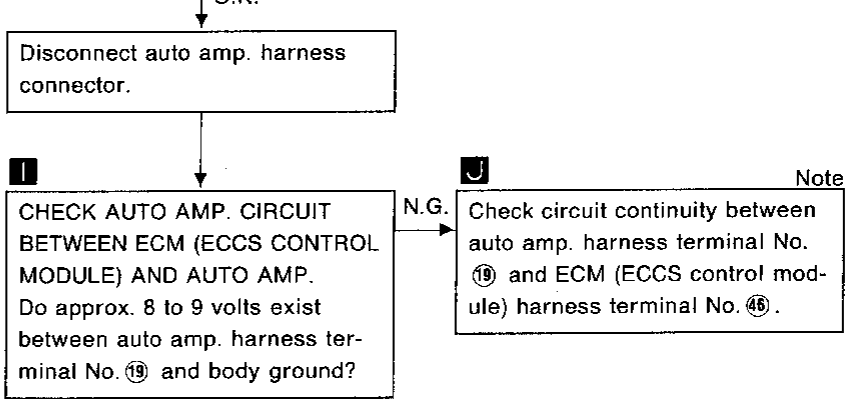 O.K.
Disconnect auto amp. harness
connector.
I
CHECK AUTO AMP. CIRCUIT
BETWEEN ECM (ECCS CONTROL
MODULE) AND AUTO AMP.
Do approx. 8 to 9 volts exist
between auto amp. harness ter-
minal No. ⑲ and body ground?
N.G.
J
Note
Check circuit continuity between
auto amp. harness terminal No.
⑲ and ECM (ECCS control mod-
ule) harness terminal No. ㊻ .